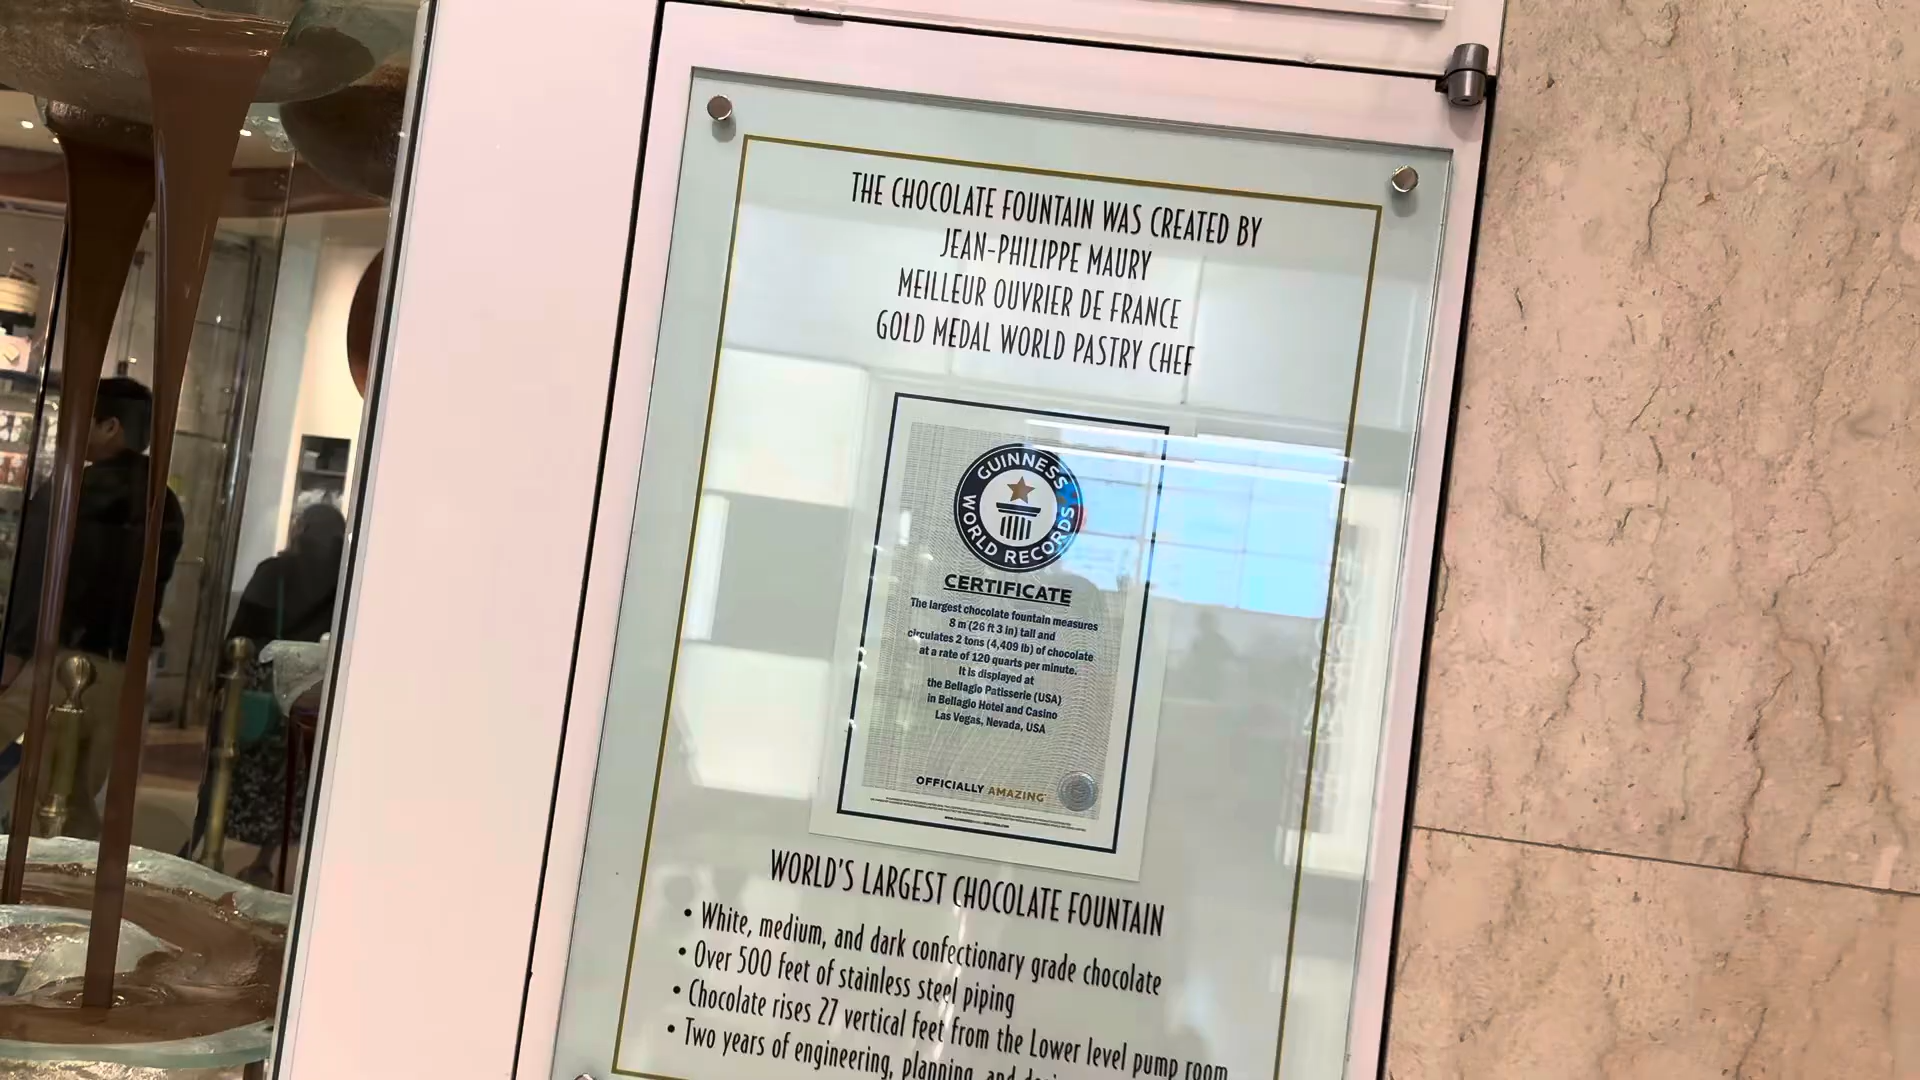 THE CHOCOLATE FOUNTAIN WAS CREATED BY
JEAN-PHILIPPE MAURY
MEILLEUR OUVRIER DE FRANCE
GOLD MEDAL WORLD PASTRY CHEF
GUINNESS WORLD RECORDS
CERTIFICATE
The largest chocolate fountain measures
8 m (26 ft 3 in) tall and
circulates 2 tons (4,409 lb) of chocolate
at a rate of 120 quarts per minute.
It is displayed at
the Bellagio Patisserie (USA)
in Bellagio Hotel and Casino
Las Vegas, Nevada, USA
OFFICIALLY AMAZING
WORLD'S LARGEST CHOCOLATE FOUNTAIN
• White, medium, and dark confectionary grade chocolate
• Over 500 feet of stainless steel piping
• Chocolate rises 27 vertical feet from the Lower level pump room
• Two years of engineering, planning, and